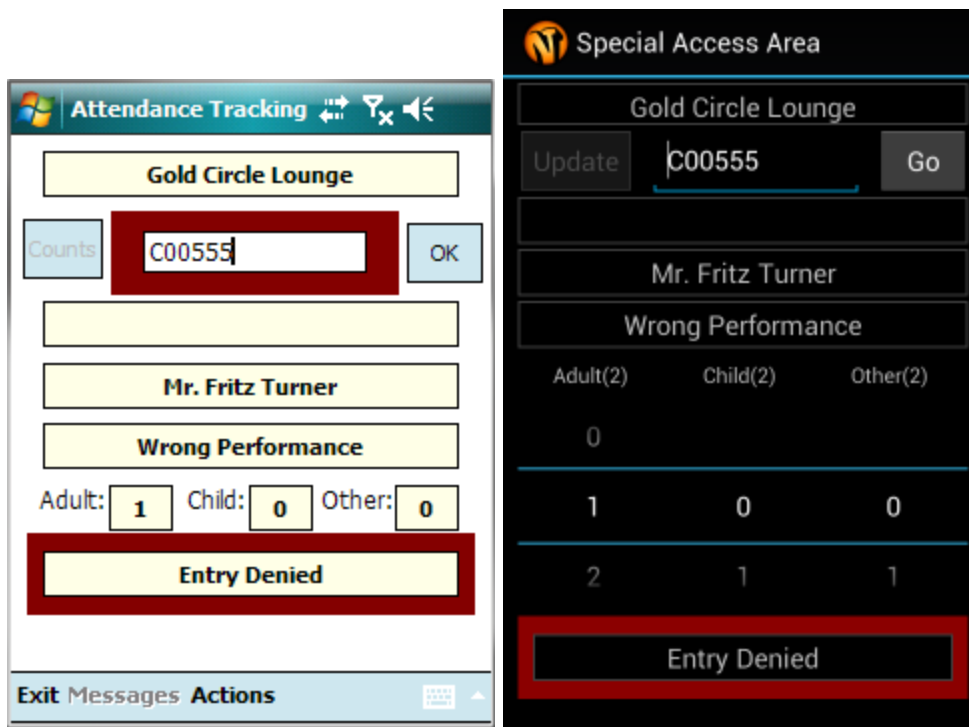 Attendance Tracking
Gold Circle Lounge
Counts C00555 OK
Mr. Fritz Turner
Wrong Performance
Adult: 1 Child: 0 Other: 0
Entry Denied
Exit Messages Actions
Special Access Area
Gold Circle Lounge
Update C00555 Go
Mr. Fritz Turner
Wrong Performance
Adult(2) Child(2) Other(2)
0
1 0 0
2 1 1
Entry Denied